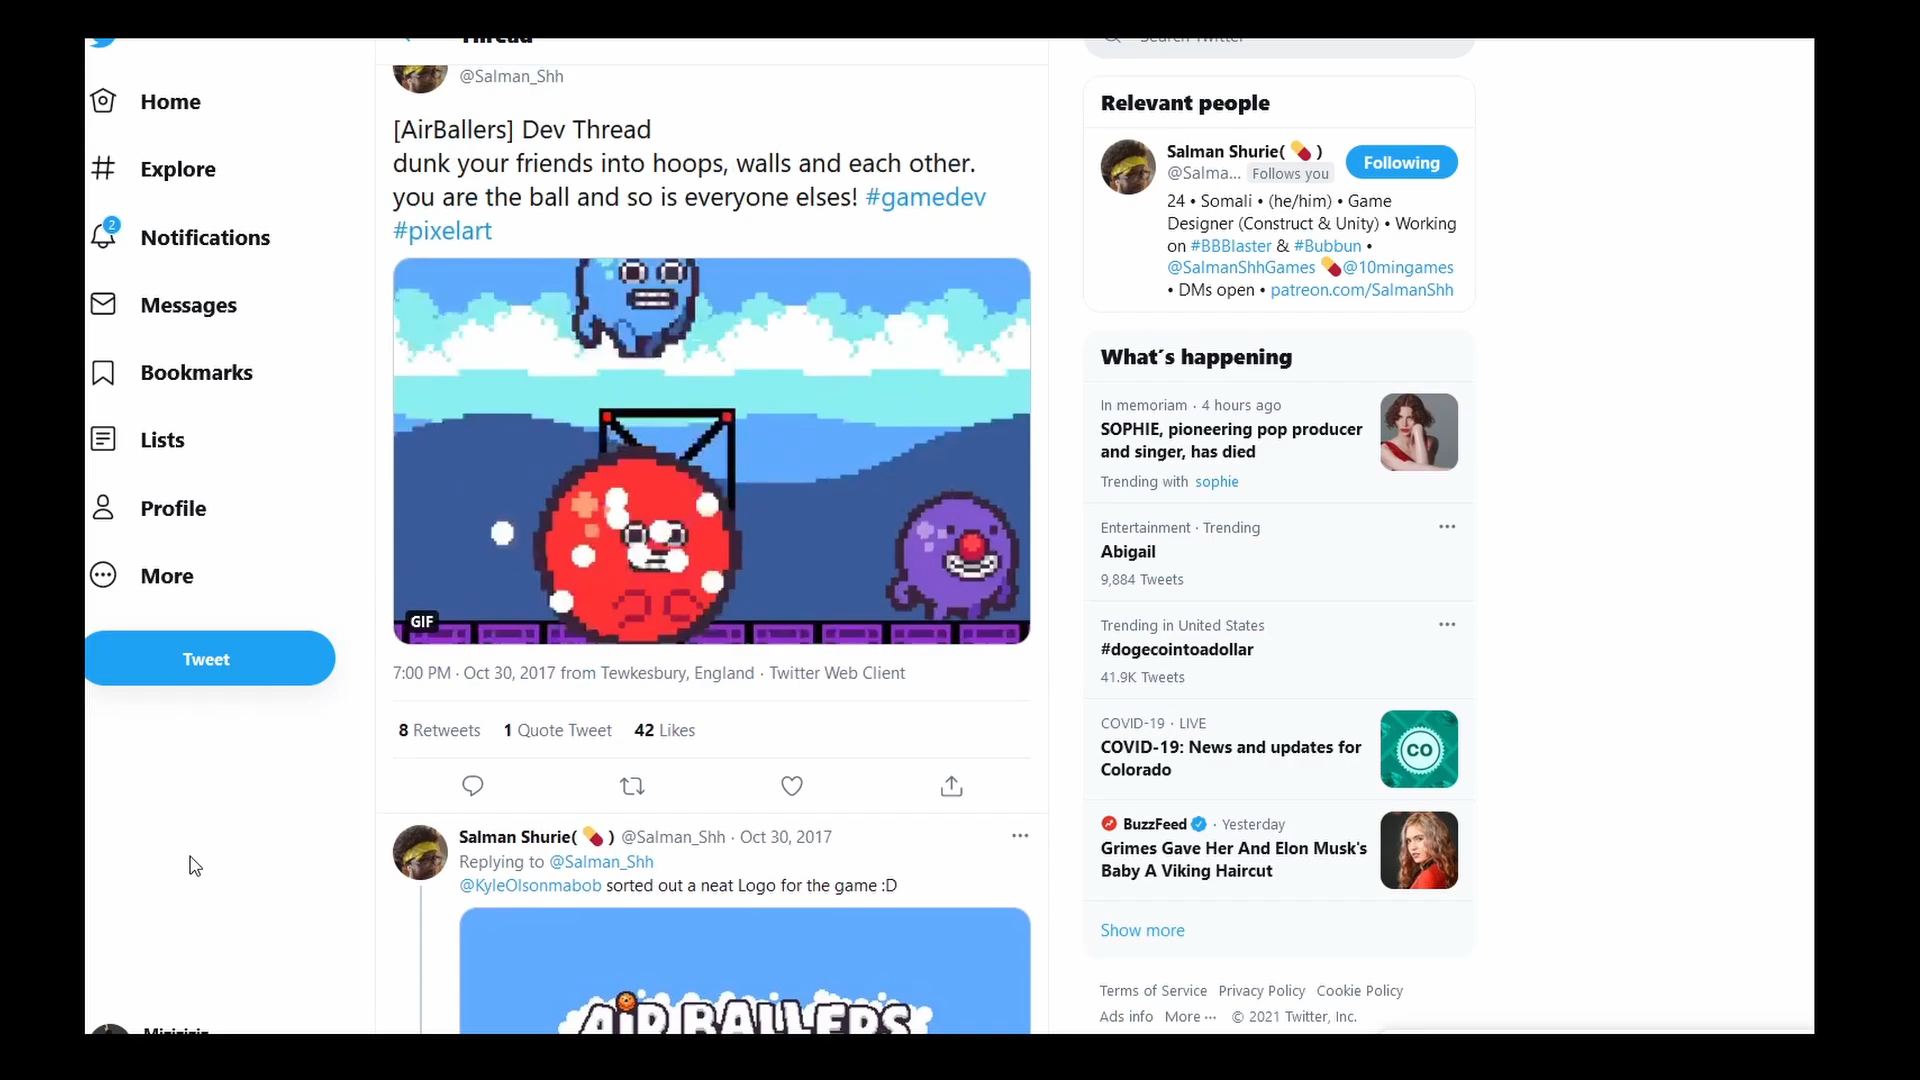 Thread
Search Twitter
Home
Explore
2
Notifications
Messages
Bookmarks
Lists
Profile
More
Tweet
@Salman_Shh
[AirBallers] Dev Thread
dunk your friends into hoops, walls and each other.
you are the ball and so is everyone elses! #gamedev
#pixelart
GIF
7:00 PM · Oct 30, 2017 from Tewkesbury, England · Twitter Web Client
8 Retweets 1 Quote Tweet 42 Likes
Salman Shurie( 💊 ) @Salman_Shh · Oct 30, 2017
Replying to @Salman_Shh
@KyleOlsonmabob sorted out a neat Logo for the game :D
AIR BALLERS
Relevant people
Salman Shurie( 💊 )
@Salma... Follows you
Following
24 • Somali • (he/him) • Game
Designer (Construct & Unity) • Working
on #BBBlaster & #Bubbun •
@SalmanShhGames 💊@10mingames
• DMs open • patreon.com/SalmanShh
What´s happening
In memoriam · 4 hours ago
SOPHIE, pioneering pop producer
and singer, has died
Trending with sophie
Entertainment · Trending
Abigail
9,884 Tweets
Trending in United States
#dogecointoadollar
41.9K Tweets
COVID-19 · LIVE
COVID-19: News and updates for
Colorado
CO
BuzzFeed · Yesterday
Grimes Gave Her And Elon Musk's
Baby A Viking Haircut
Show more
Terms of Service Privacy Policy Cookie Policy
Ads info More ··· © 2021 Twitter, Inc.